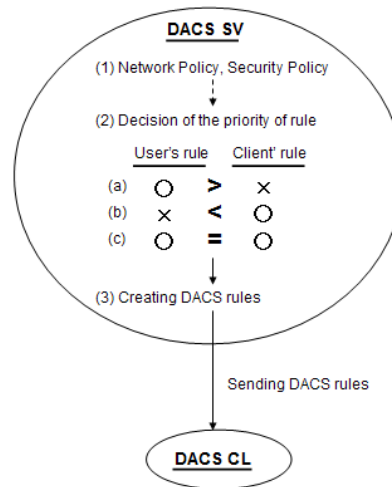 DACS SV
(1) Network Policy, Security Policy
(2) Decision of the priority of rule
User's rule Client' rule
(a) ○ > ×
(b) × < ○
(c) ○ = ○
(3) Creating DACS rules
Sending DACS rules
DACS CL